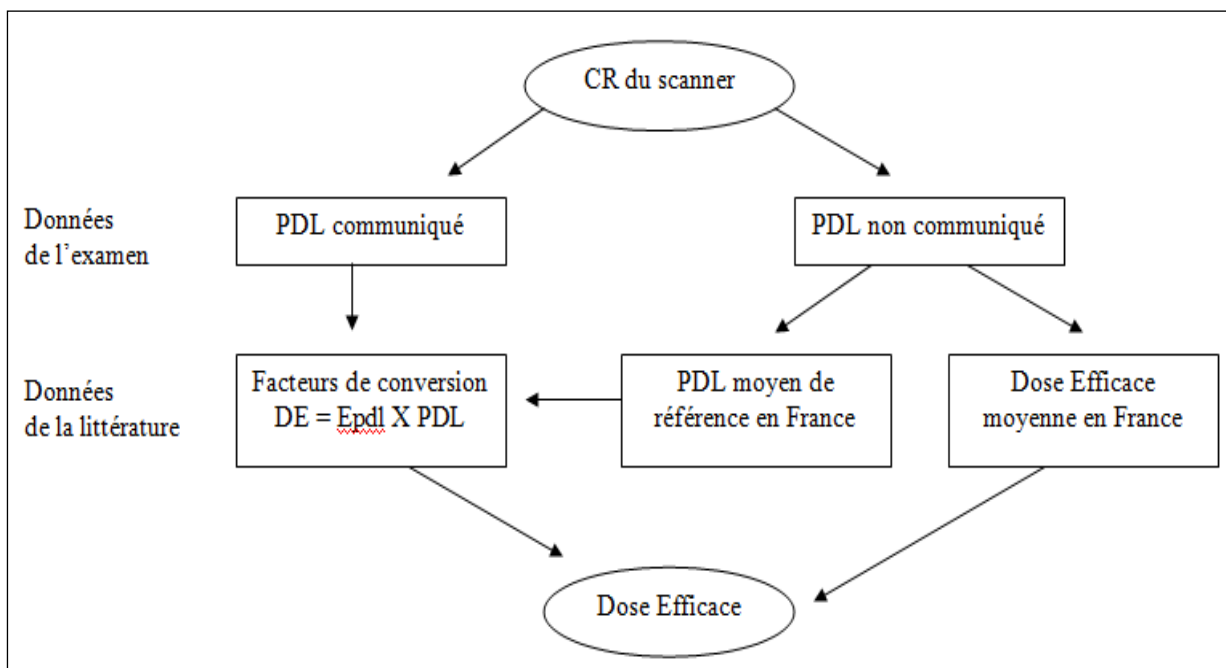 CR du scanner
Données
de l’examen
PDL communiqué
PDL non communiqué
Données
de la littérature
Facteurs de conversion
DE = Epdl X PDL
PDL moyen de
référence en France
Dose Efficace
moyenne en France
Dose Efficace